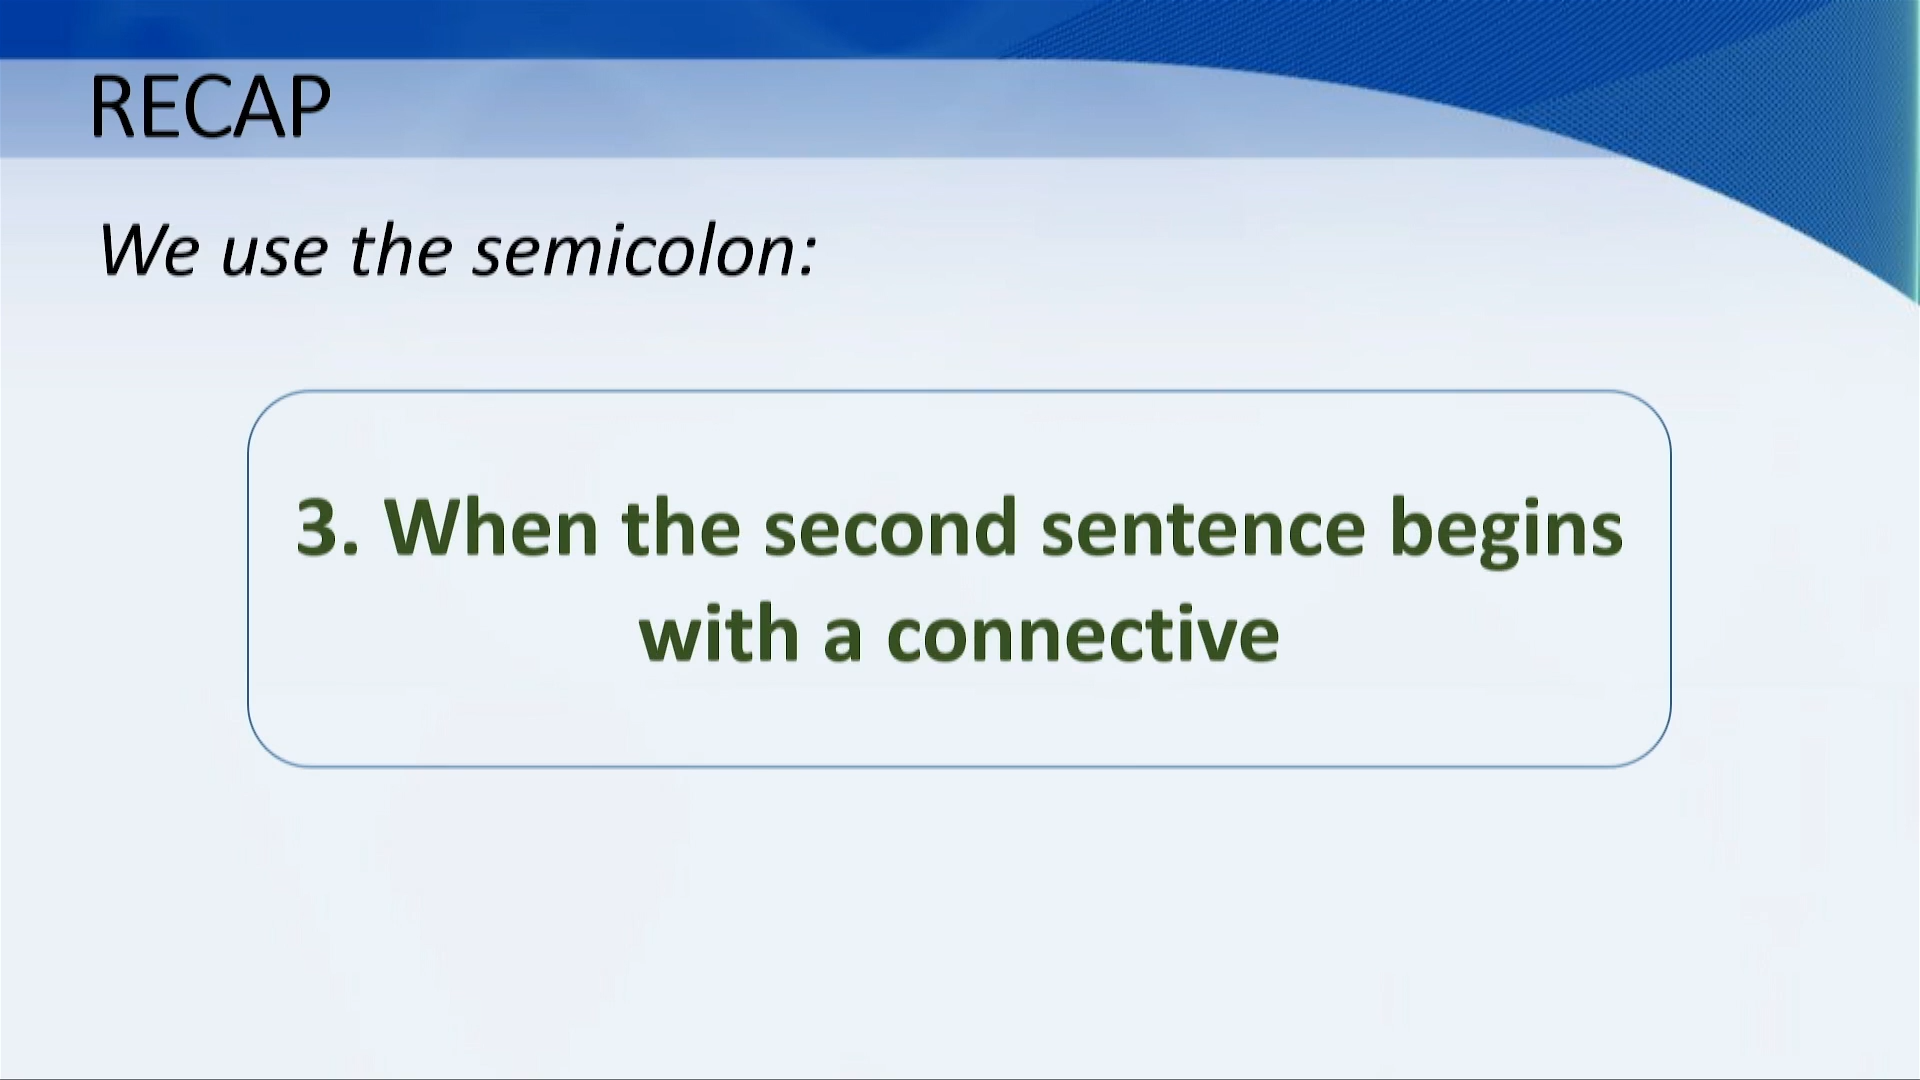 RECAP
We use the semicolon:
3. When the second sentence begins
with a connective